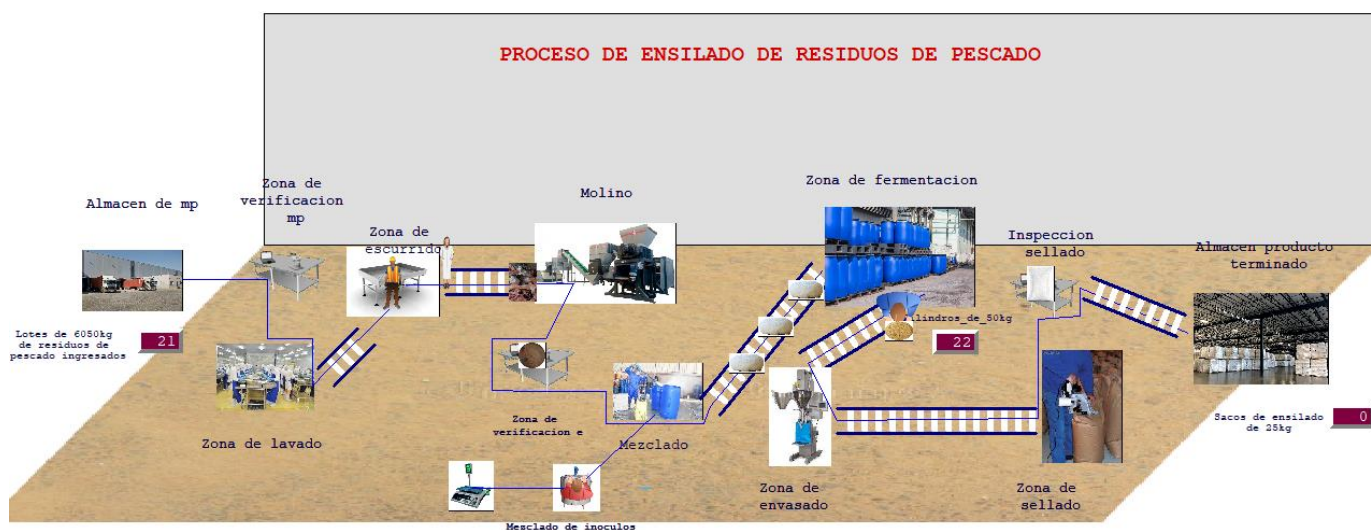 PROCESO DE ENSILADO DE RESIDUOS DE PESCADO
Almacen de mp
Zona de
verificacion
mp
Zona de
escurrido
Molino
Zona de fermentacion
Inspeccion
sellado
Almacen producto
terminado
Lotes de 6050kg
de residuos de
pescado ingresados
21
lindros_de_50kg
22
Zona de lavado
Zona de
verificacion e
Mezclado
Sacos de ensilado
de 25kg
0
Zona de
envasado
Zona de
sellado
Mezclado de inoculos